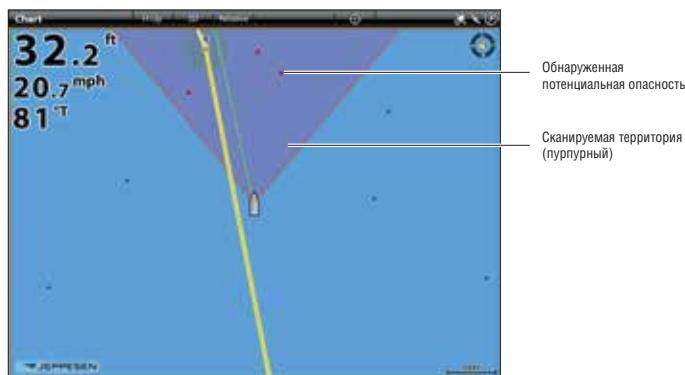 Chart
32.2 ft
20.7 mph
81 °T
Обнаруженная
потенциальная опасность
Сканируемая территория
(пурпурный)
JEPPESEN